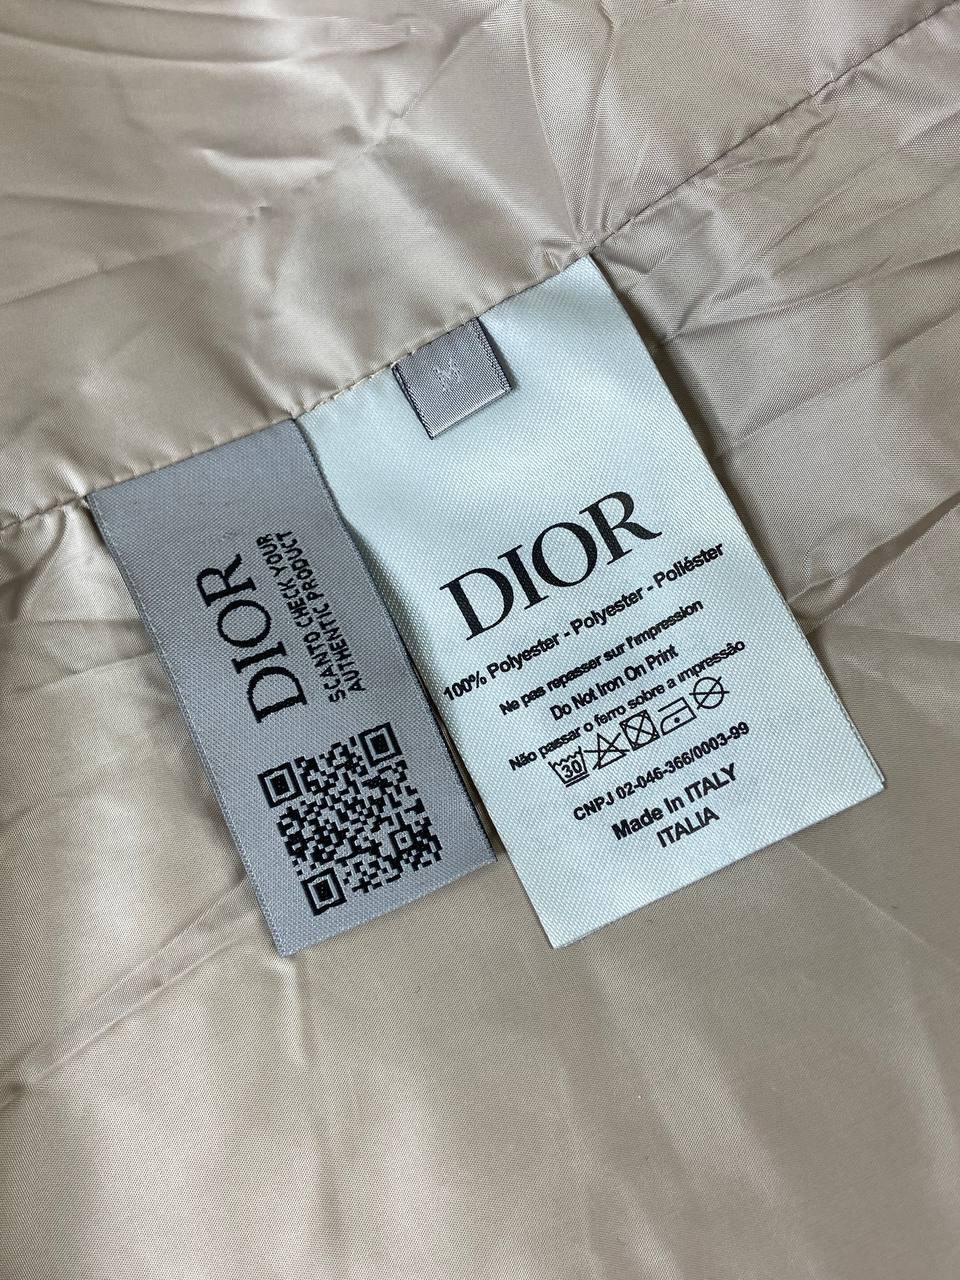 DIOR
SCAN TO CHECK YOUR
AUTHENTIC PRODUCT
M
DIOR
100% Polyester - Polyester - Poliéster
Ne pas repasser sur l'impression
Do Not Iron On Print
Não passar o ferro sobre a impressão
30
CNPJ 02-046-366/0003-99
Made In ITALY
ITALIA